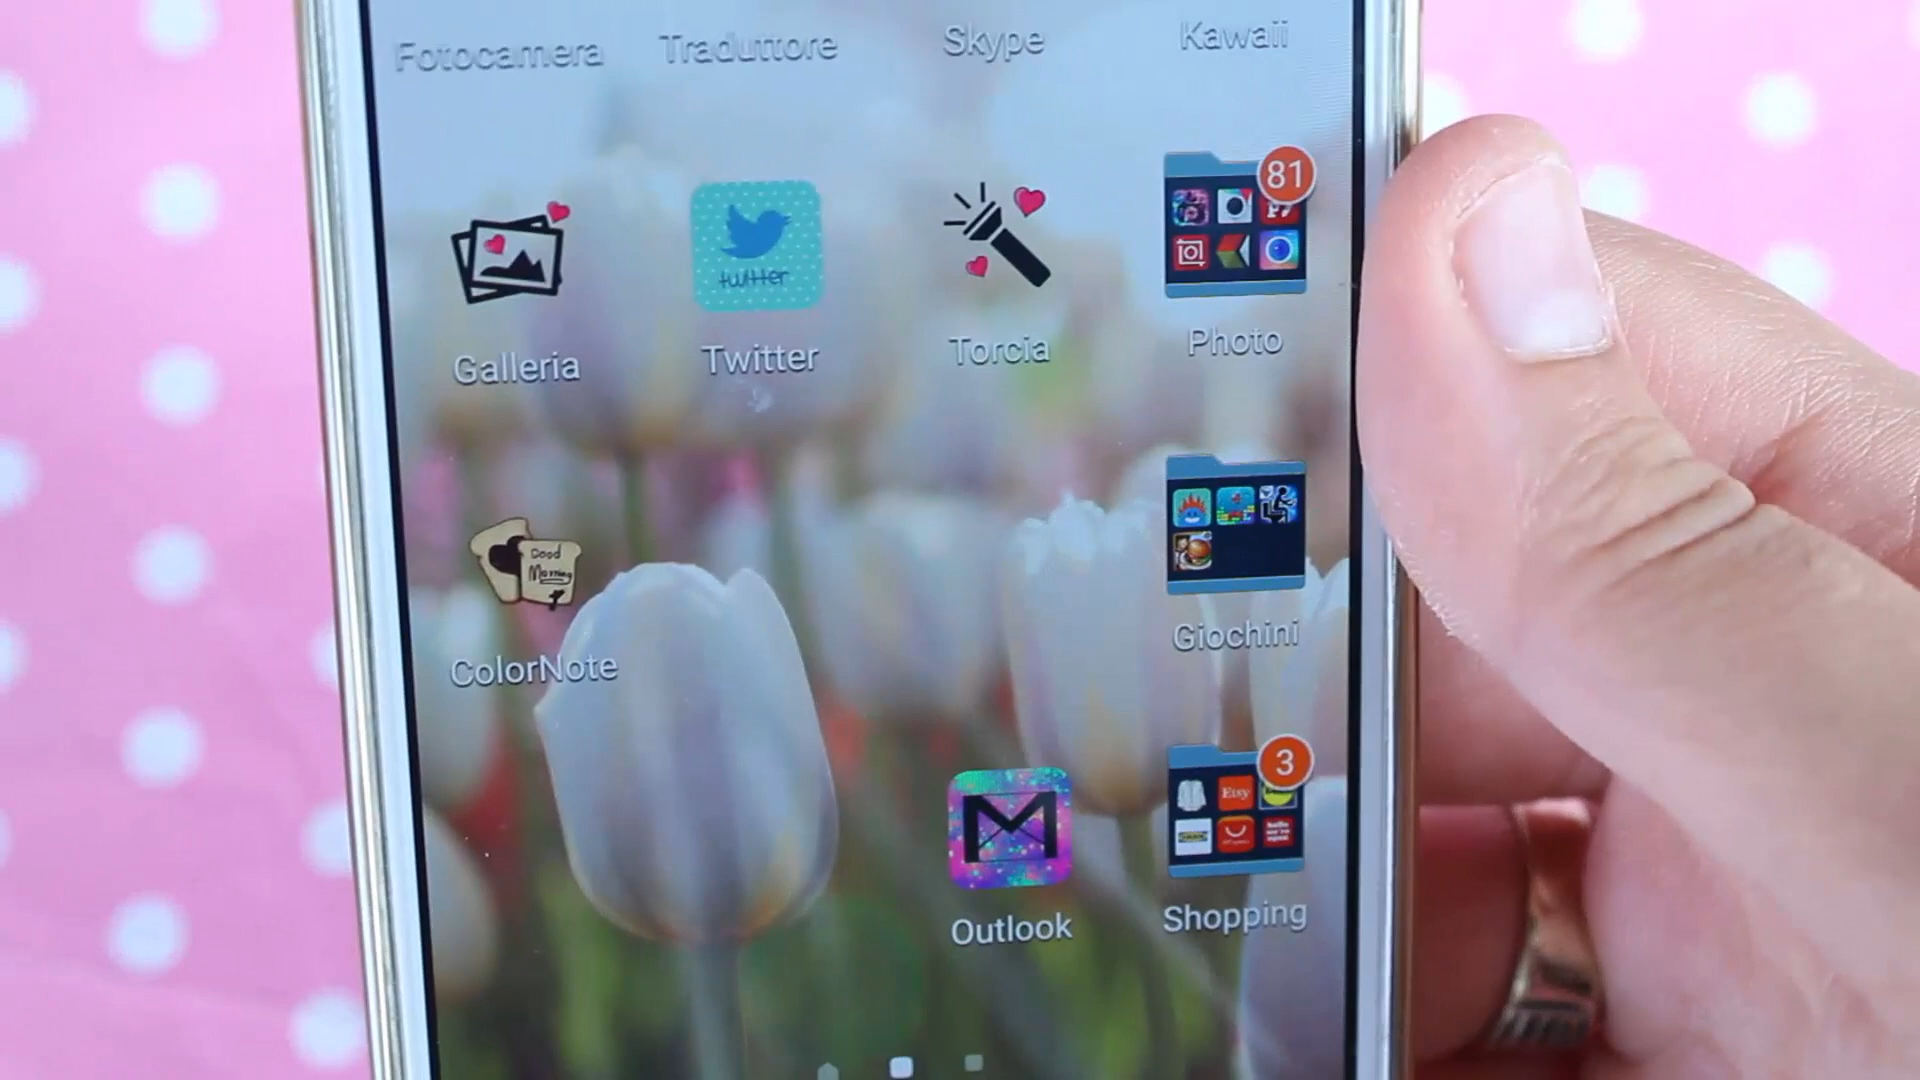 Fotocamera Traduttore Skype Kawaii
81
twitter
Galleria Twitter Torcia Photo
Good
Morning
ColorNote
Giochini
3
Etsy
M
Outlook Shopping